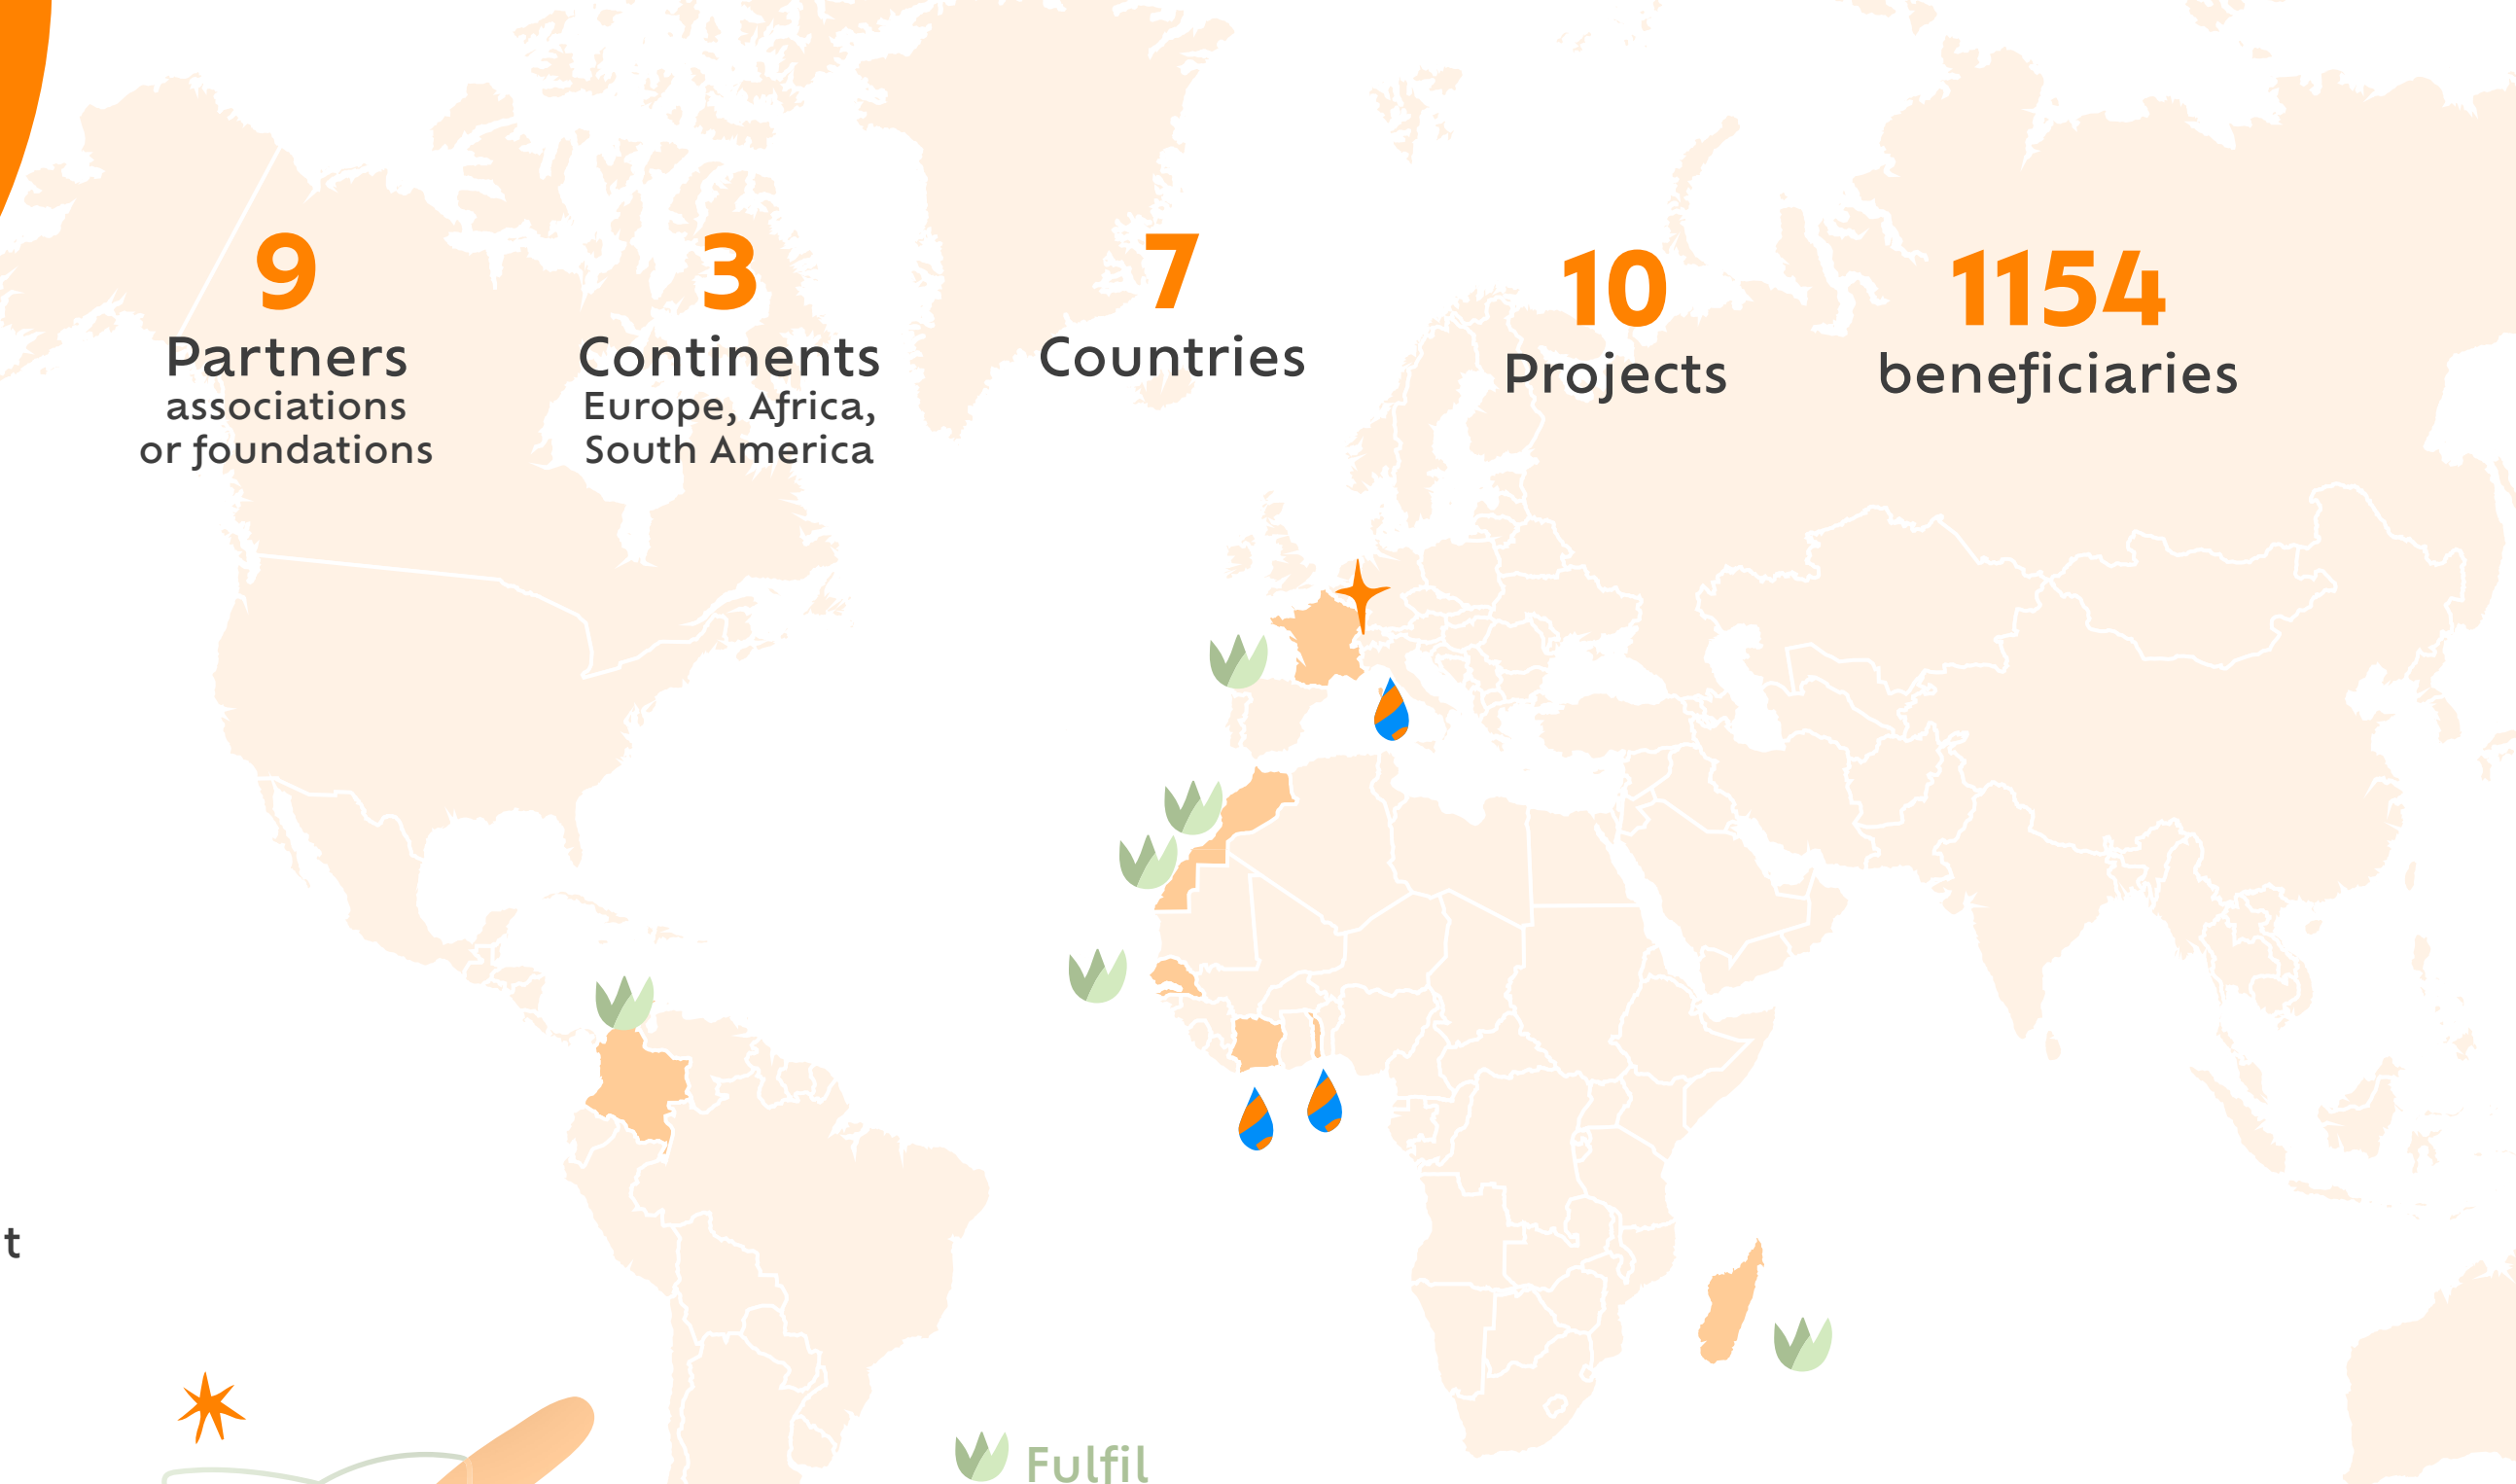 9
Partners
associations
or foundations
3
Continents
Europe, Africa,
South America
7
Countries
10
Projects
1154
beneficiaries
t
Fulfil